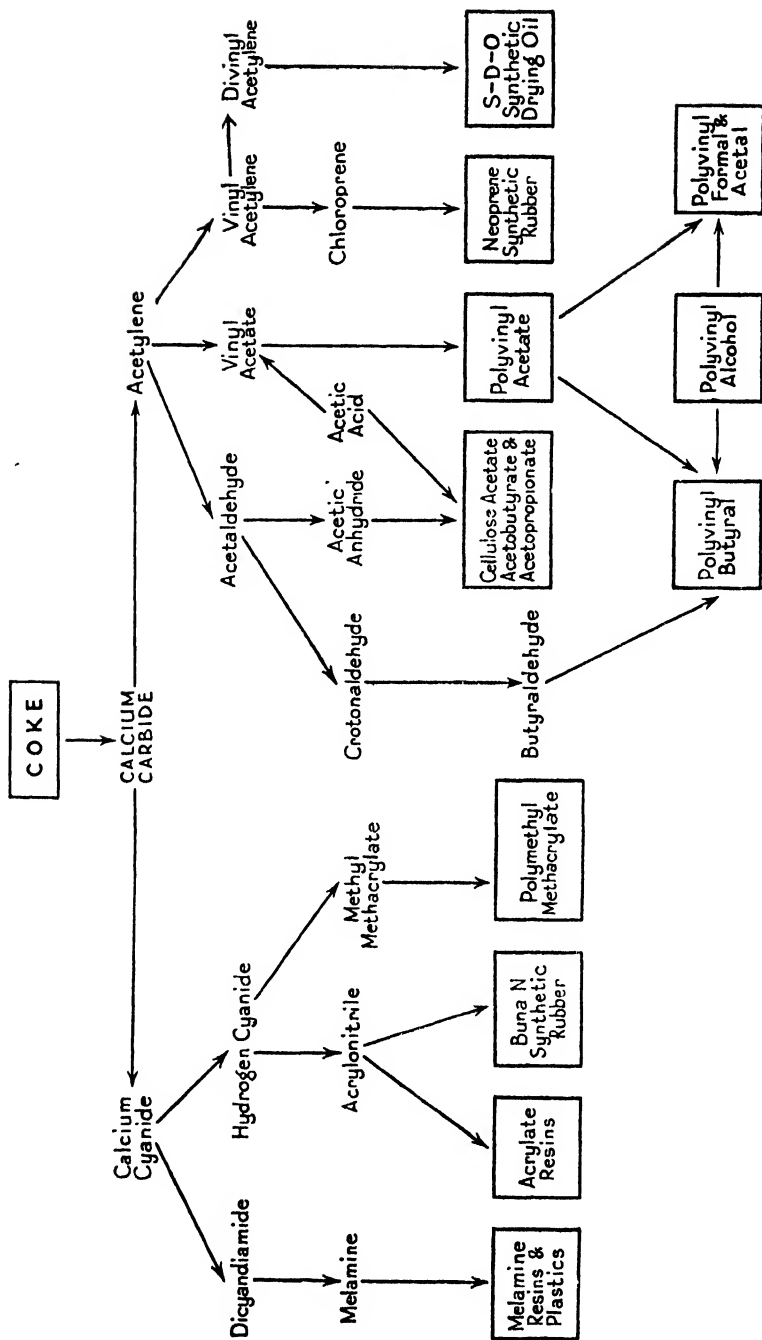 COKE
CALCIUM
CARBIDE
Calcium
Cyanide
Acetylene
Dicyandiamide
Hydrogen Cyanide
Acetaldehyde
Vinyl
Acetate
Vinyl
Acetylene
Divinyl
Acetylene
Melamine
Acrylonitrile
Methyl
Methacrylate
Crotonaldehyde
Acetic
Anhydride
Acetic
Acid
Chloroprene
Melamine
Resins &
Plastics
Acrylate
Resins
Buna N
Synthetic
Rubber
Polymethyl
Methacrylate
Butyraldehyde
Cellulose Acetate
Acetobutyrate &
Acetopropionate
Polyvinyl
Acetate
Neoprene
Synthetic
Rubber
S-D-O
Synthetic
Drying Oil
Polyvinyl
Butyral
Polyvinyl
Alcohol
Polyvinyl
Formal &
Acetal